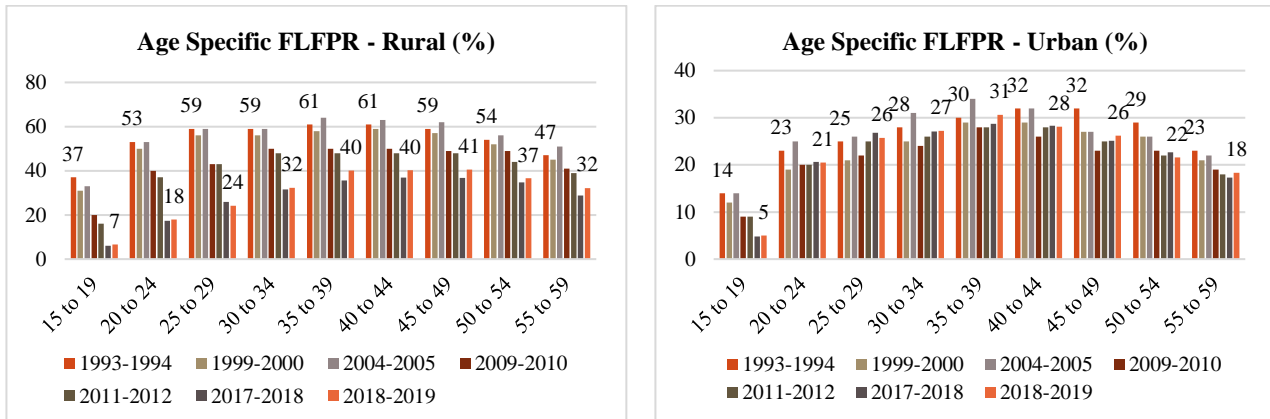 Age Specific FLFPR - Rural (%)
80
60
40
20
0
37
7
53
18
59
24
59
32
61
40
61
40
59
41
54
37
47
32
15 to 19
20 to 24
25 to 29
30 to 34
35 to 39
40 to 44
45 to 49
50 to 54
55 to 59
1993-1994 1999-2000 2004-2005 2009-2010
2011-2012 2017-2018 2018-2019
Age Specific FLFPR - Urban (%)
40
30
20
10
0
14
5
23
21
25
26
28
27
30
31
32
28
32
26
29
22
23
18
15 to 19
20 to 24
25 to 29
30 to 34
35 to 39
40 to 44
45 to 49
50 to 54
55 to 59
1993-1994 1999-2000 2004-2005 2009-2010
2011-2012 2017-2018 2018-2019